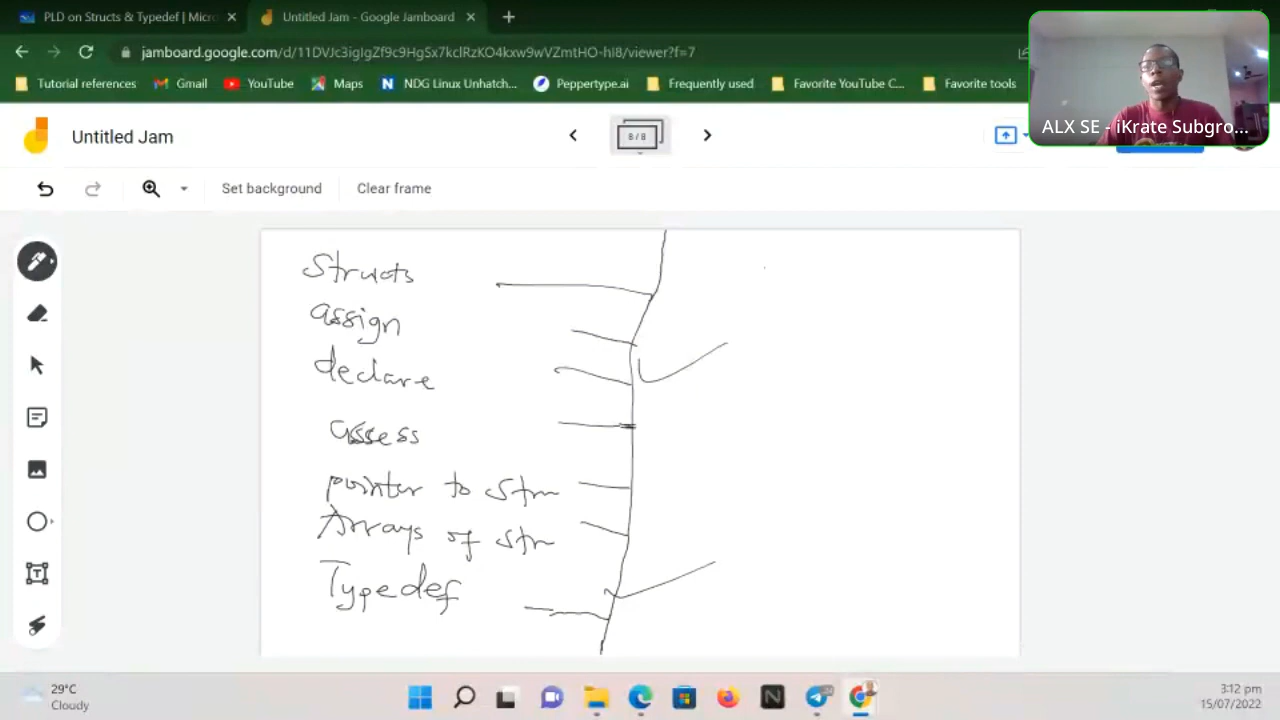 PLD on Structs & Typedef | Micro
Untitled Jam - Google Jamboard
jamboard.google.com/d/11DVJc3igIgZf9c9HgSx7kclRzKO4kxw9wVZmtHO-hI8/viewer?f=7
Tutorial references
Gmail
YouTube
Maps
NDG Linux Unhatch...
Peppertype.ai
Frequently used
Favorite YouTube C...
Favorite tools
ALX SE - iKrate Subgro...
Untitled Jam
8 / 8
Set background
Clear frame
Structs
assign
declare
assess
pointer to Str
Arrays of str
Typedef
29°C
Cloudy
3:12 pm
15/07/2022